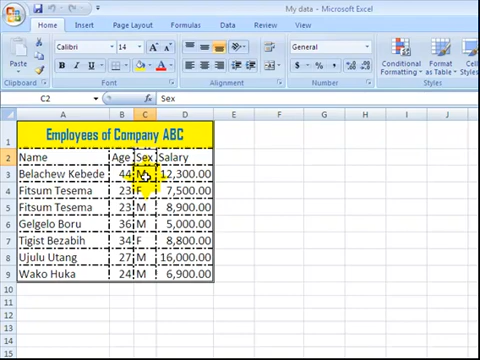 My data - Microsoft Excel
Home Insert Page Layout Formulas Data Review View
Paste
Calibri 14 A A
B I U A
General
$ % ,
Conditional Formatting
Format as Table
Cell
Clipboard Font Alignment Number
C2 fx Sex
A B C D E F G H
1 Employees of Company ABC
2 Name Age Sex Salary
3 Belachew Kebede 44 M 12,300.00
4 Fitsum Tesema 23 F 7,500.00
5 Fitsum Tesema 23 M 8,900.00
6 Gelgelo Boru 36 M 5,000.00
7 Tigist Bezabih 34 F 8,800.00
8 Ujulu Utang 27 M 16,000.00
9 Wako Huka 24 M 6,900.00
10
11
12
13
14
15